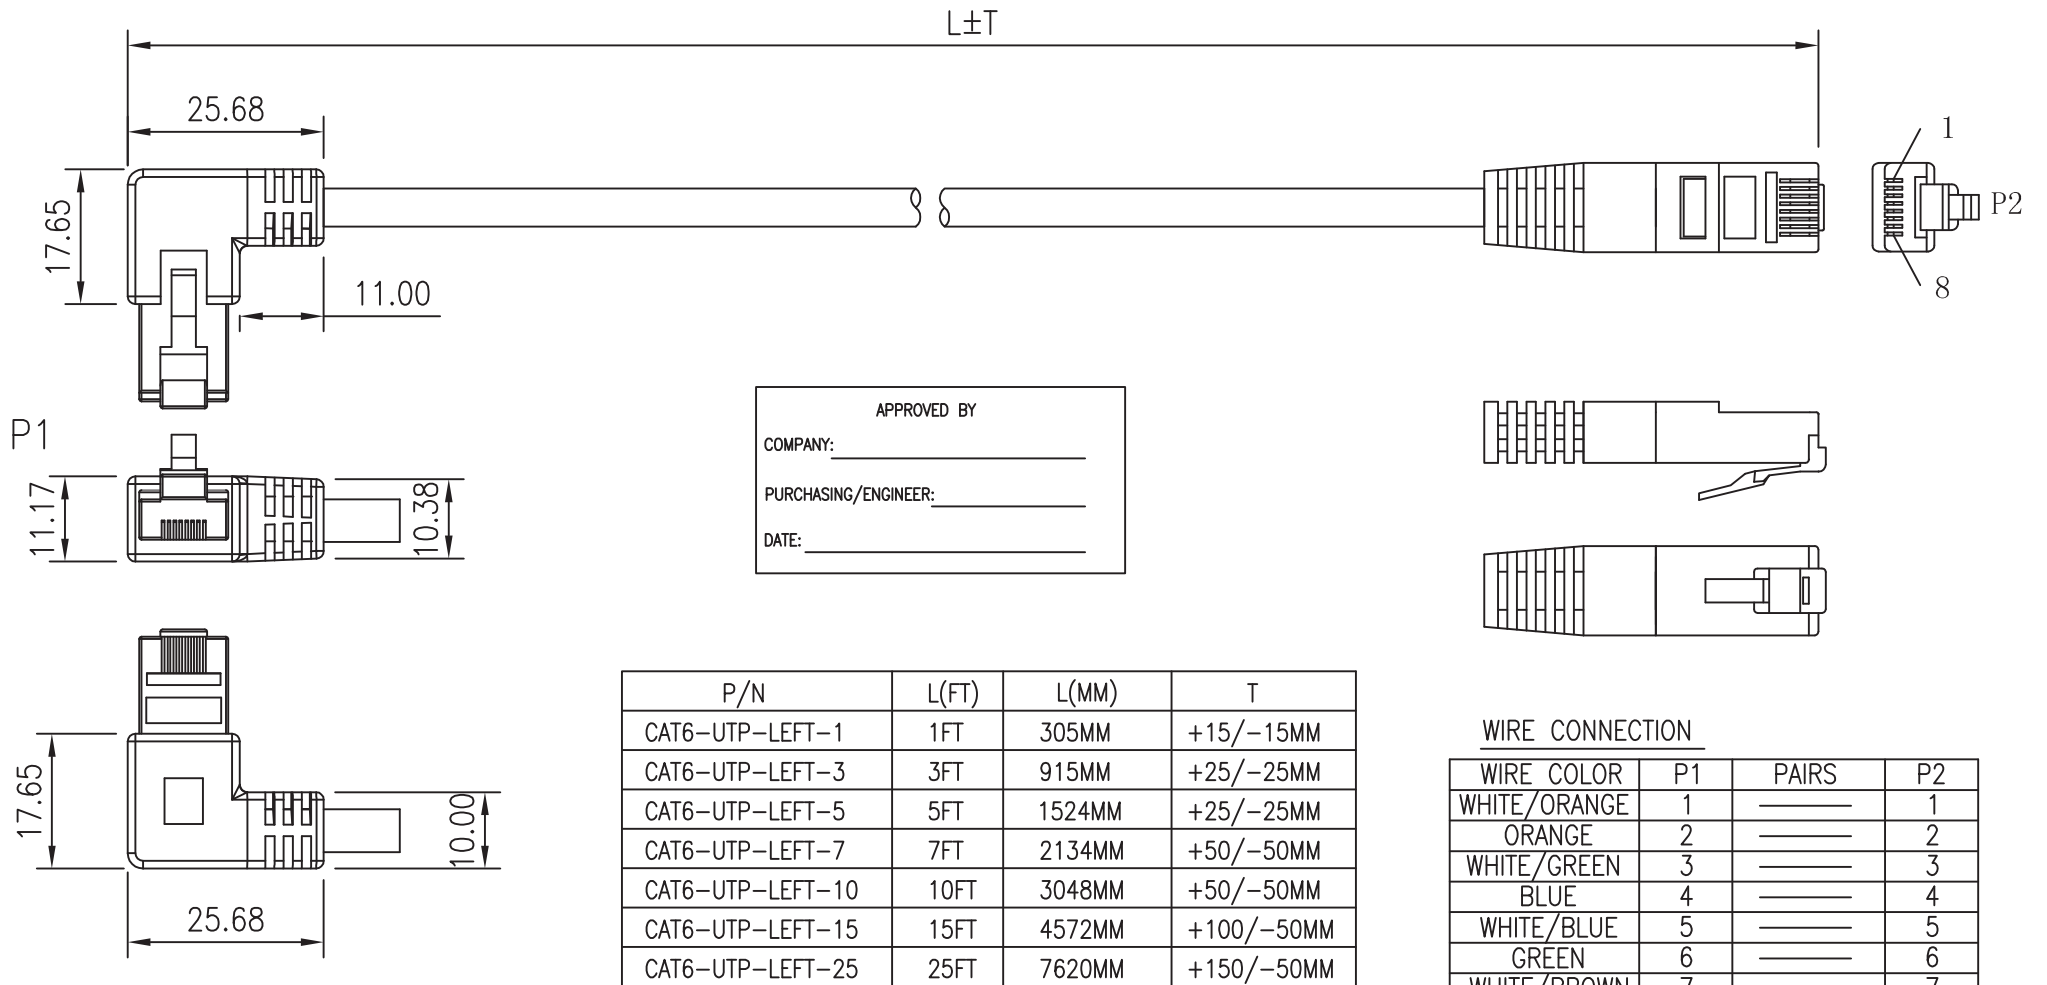 L±T
25.68
1
17.65
P2
11.00
8
APPROVED BY
P1
COMPANY:
11.17
10.38
PURCHASING/ENGINEER:
DATE:
P/N L(FT) L(MM) T
CAT6-UTP-LEFT-1 1FT 305MM +15/-15MM
CAT6-UTP-LEFT-3 3FT 915MM +25/-25MM
CAT6-UTP-LEFT-5 5FT 1524MM +25/-25MM
CAT6-UTP-LEFT-7 7FT 2134MM +50/-50MM
CAT6-UTP-LEFT-10 10FT 3048MM +50/-50MM
CAT6-UTP-LEFT-15 15FT 4572MM +100/-50MM
CAT6-UTP-LEFT-25 25FT 7620MM +150/-50MM
17.65
10.00
25.68
WIRE CONNECTION
WIRE COLOR P1 PAIRS P2
WHITE/ORANGE 1 1
ORANGE 2 2
WHITE/GREEN 3 3
BLUE 4 4
WHITE/BLUE 5 5
GREEN 6 6
WHITE/BROWN 7 7